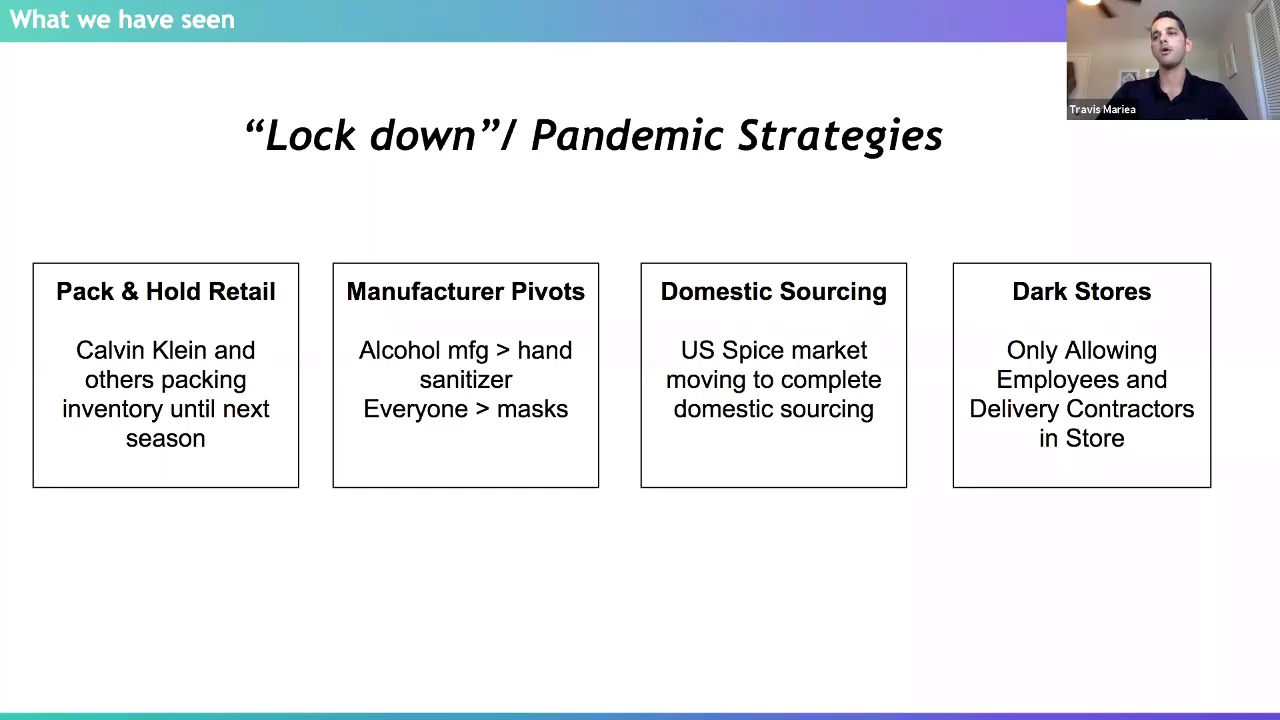 What we have seen
Travis Mariea
“Lock down”/ Pandemic Strategies
Pack & Hold Retail
Calvin Klein and
others packing
inventory until next
season
Manufacturer Pivots
Alcohol mfg > hand
sanitizer
Everyone > masks
Domestic Sourcing
US Spice market
moving to complete
domestic sourcing
Dark Stores
Only Allowing
Employees and
Delivery Contractors
in Store